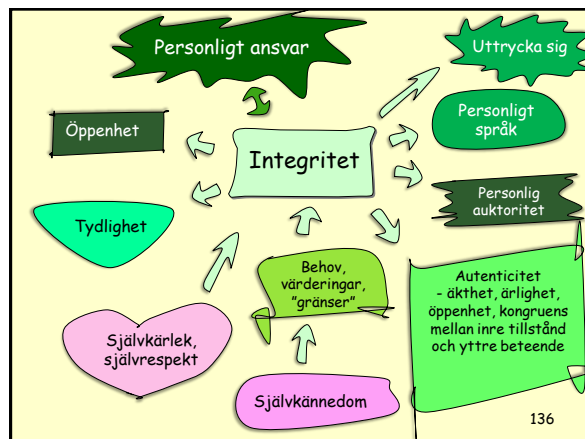 Personligt ansvar
Uttrycka sig
Öppenhet
Personligt
språk
Integritet
Personlig
auktoritet
Tydlighet
Behov,
värderingar,
"gränser"
Autenticitet
- äkthet, ärlighet,
öppenhet, kongruens
mellan inre tillstånd
och yttre beteende
Självkärlek,
självrespekt
Självkännedom
136